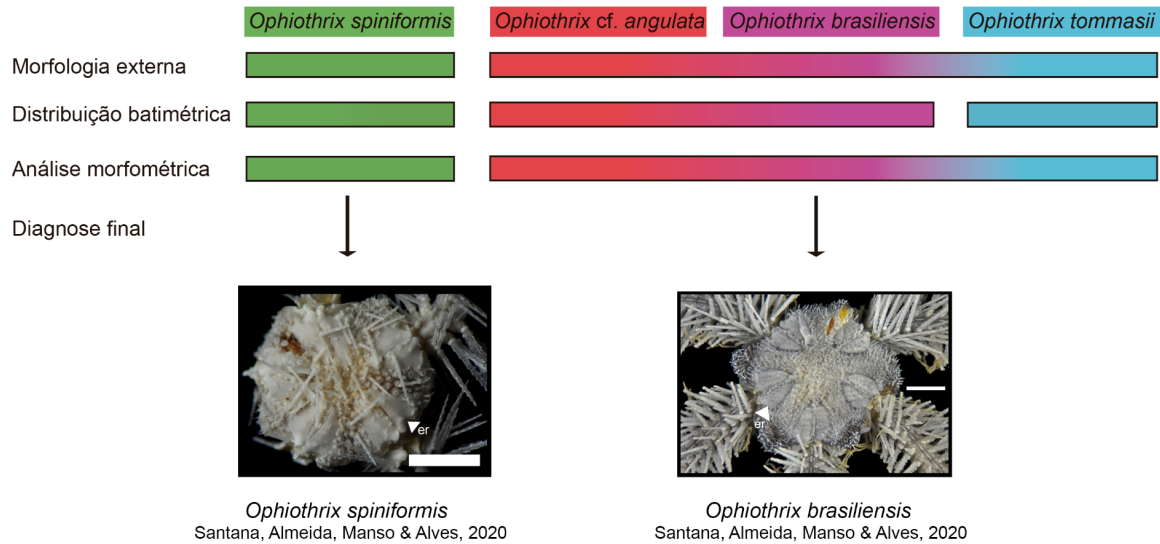 Ophiothrix spiniformis
Ophiothrix cf. angulata
Ophiothrix brasiliensis
Ophiothrix tommasii
Morfologia externa
Distribuição batimétrica
Análise morfométrica
Diagnose final
er
er
Ophiothrix spiniformis
Santana, Almeida, Manso & Alves, 2020
Ophiothrix brasiliensis
Santana, Almeida, Manso & Alves, 2020